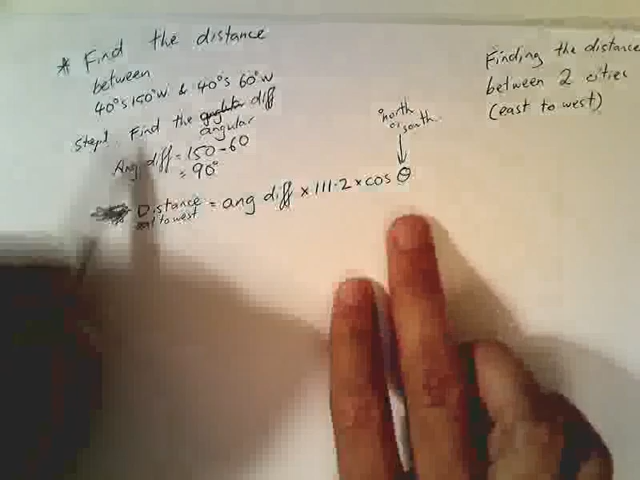 * Find the distance
between
40°S 150°W & 40°S 60°W
Step 1. Find the diff
angular
Ang diff = 150 - 60
= 90°
Distance = ang diff × 111.2 × cos θ
to west
north
or south
Finding the distance
between 2 cities
(east to west)